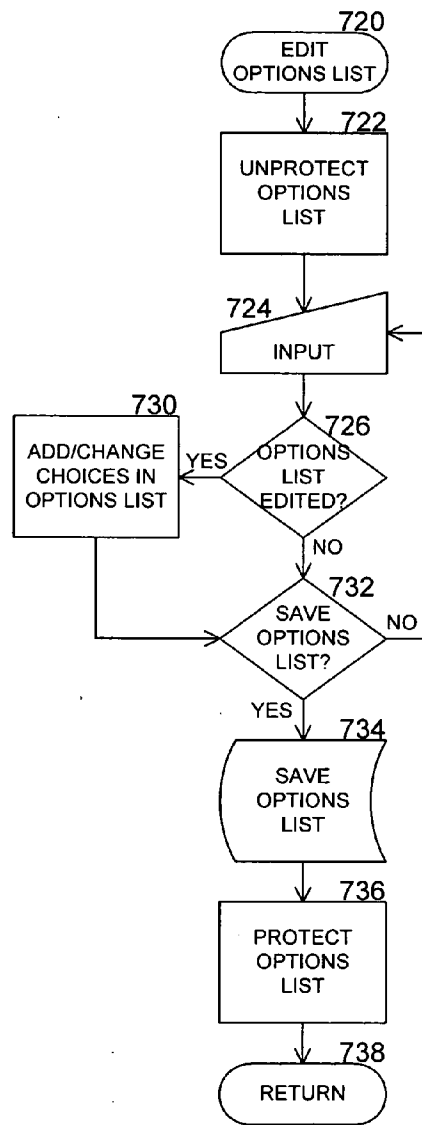 720
EDIT
OPTIONS LIST
722
UNPROTECT
OPTIONS
LIST
724
INPUT
726
OPTIONS
LIST
EDITED?
YES
730
ADD/CHANGE
CHOICES IN
OPTIONS LIST
NO
732
SAVE
OPTIONS
LIST?
NO
YES
734
SAVE
OPTIONS
LIST
736
PROTECT
OPTIONS
LIST
738
RETURN